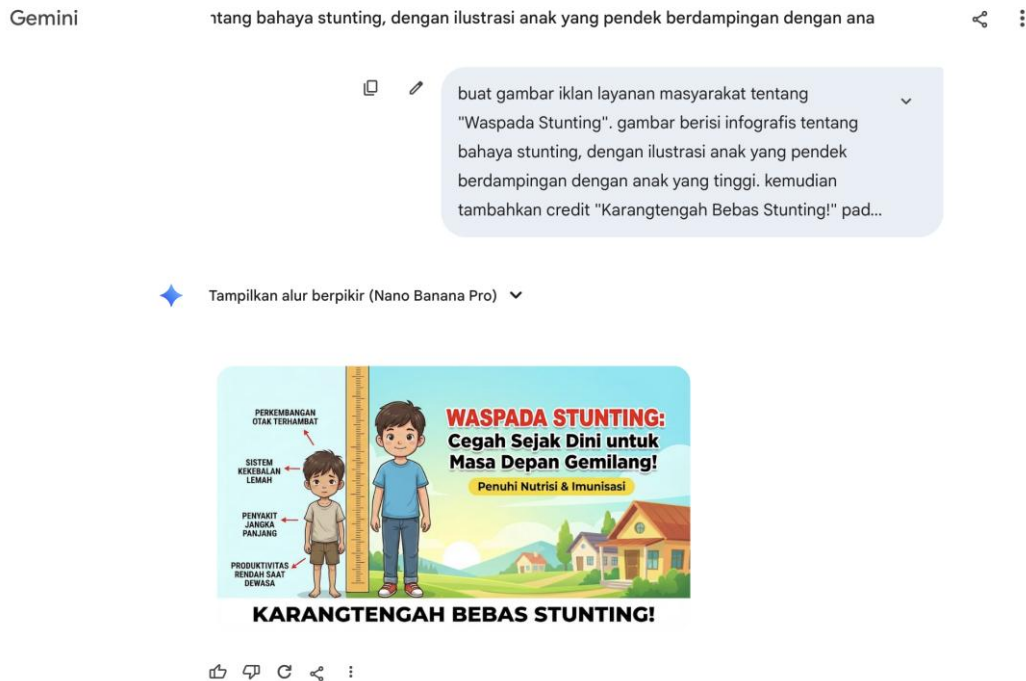 Gemini
ntang bahaya stunting, dengan ilustrasi anak yang pendek berdampingan dengan ana
buat gambar iklan layanan masyarakat tentang
"Waspada Stunting". gambar berisi infografis tentang
bahaya stunting, dengan ilustrasi anak yang pendek
berdampingan dengan anak yang tinggi. kemudian
tambahkan credit "Karangtengah Bebas Stunting!" pad...
Tampilkan alur berpikir (Nano Banana Pro)
PERKEMBANGAN
OTAK TERHAMBAT
SISTEM
KEKEBALAN
LEMAH
PENYAKIT
JANGKA
PANJANG
PRODUKTIVITAS
RENDAH SAAT
DEWASA
WASPADA STUNTING:
Cegah Sejak Dini untuk
Masa Depan Gemilang!
Penuhi Nutrisi & Imunisasi
KARANGTENGAH BEBAS STUNTING!